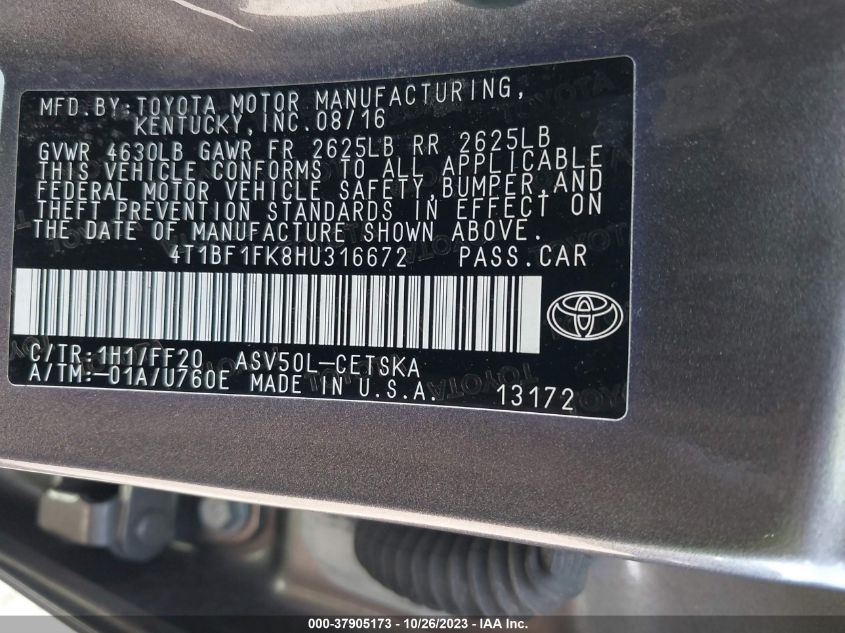 MFD.BY:TOYOTA MOTOR MANUFACTURING,
KENTUCKY,INC.08/16
GVWR 4630LB GAWR FR 2625LB RR 2625LB
THIS VEHICLE CONFORMS TO ALL APPLICABLE
FEDERAL MOTOR VEHICLE SAFETY,BUMPER,AND
THEFT PREVENTION STANDARDS IN EFFECT ON
THE DATE OF MANUFACTURE SHOWN ABOVE.
4T1BF1FK8HU316672 PASS.CAR
C/TR:1H1/FF20 ASV50L-CETSKA
A/TM:-01A/U760E MADE IN U.S.A. 13172
000-37905173 - 10/26/2023 - IAA Inc.